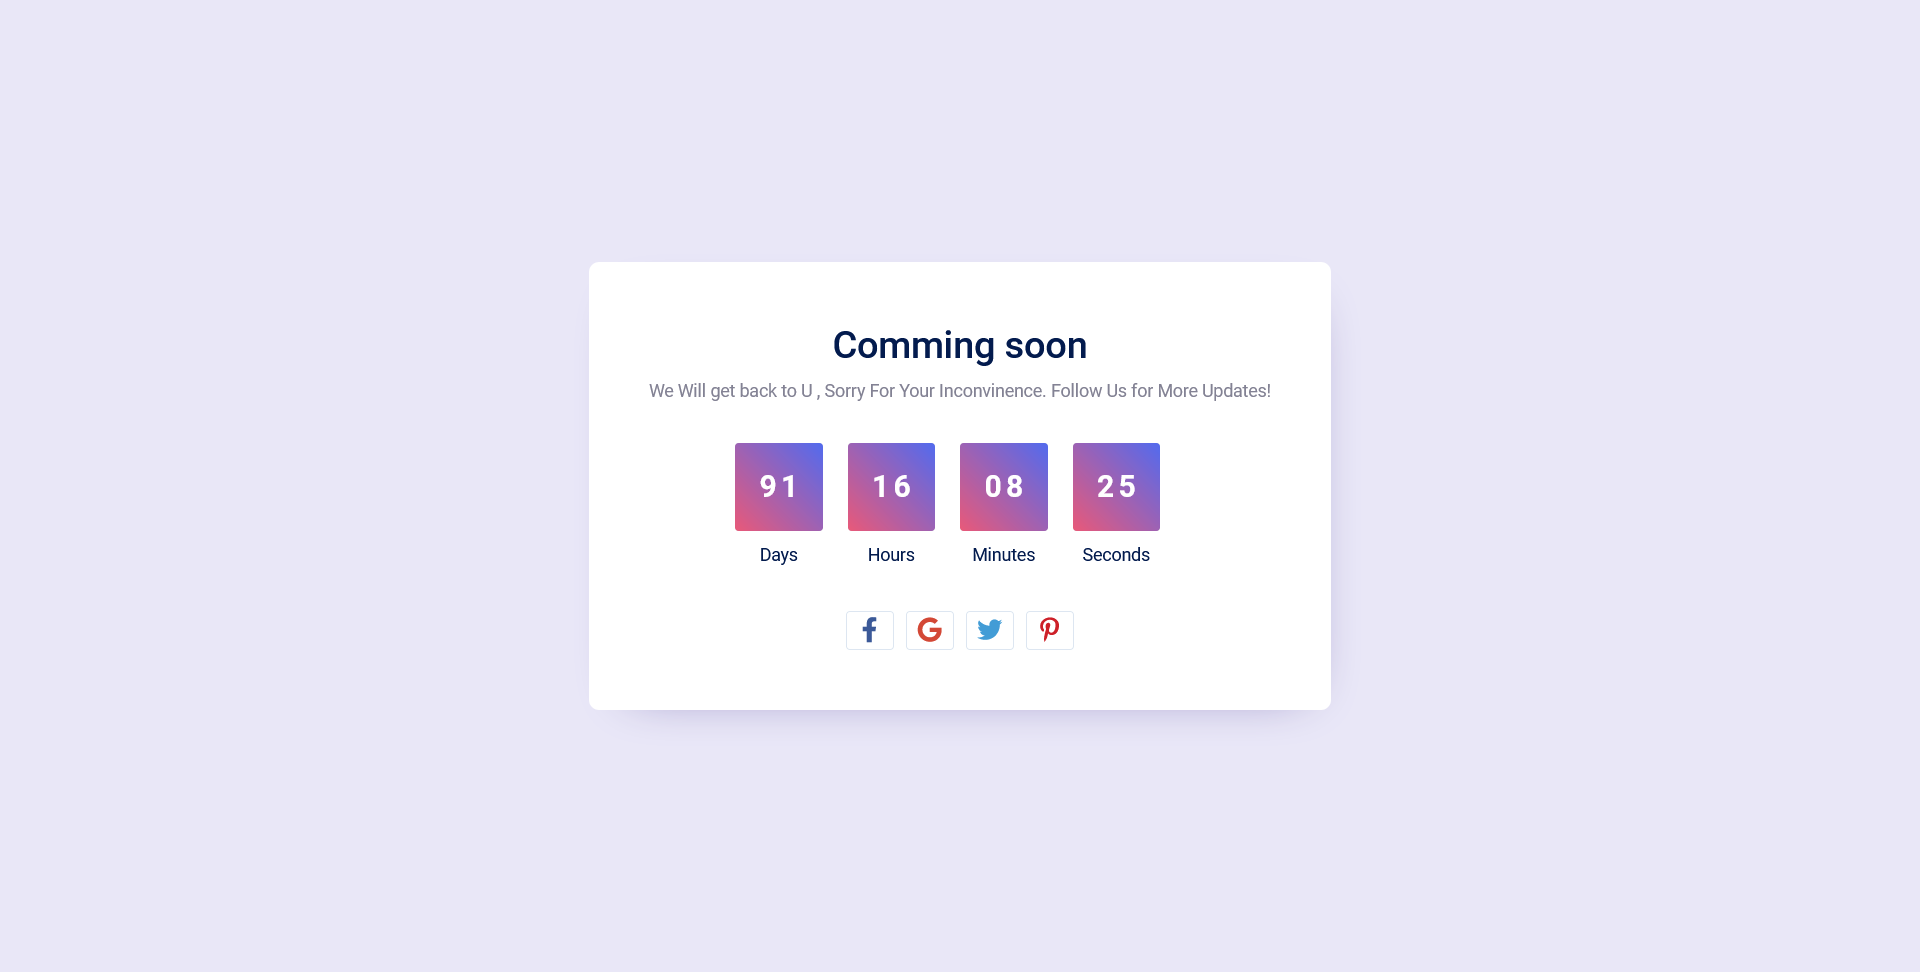 Comming soon
We Will get back to U , Sorry For Your Inconvinence. Follow Us for More Updates!
91 16 08 25
Days Hours Minutes Seconds